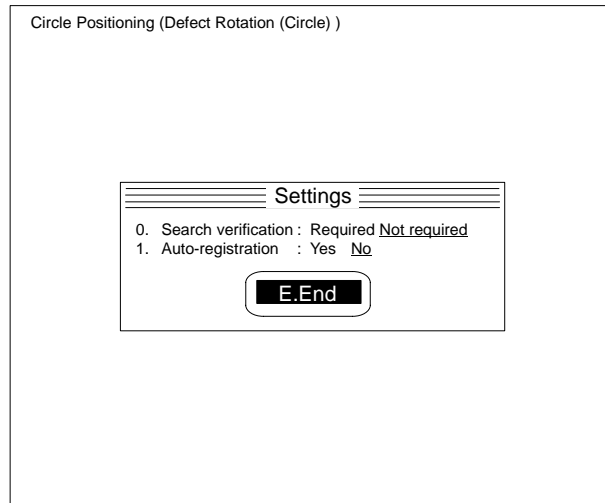 Circle Positioning (Defect Rotation (Circle) )
Settings
0. Search verification : Required Not required
1. Auto-registration : Yes No
E.End